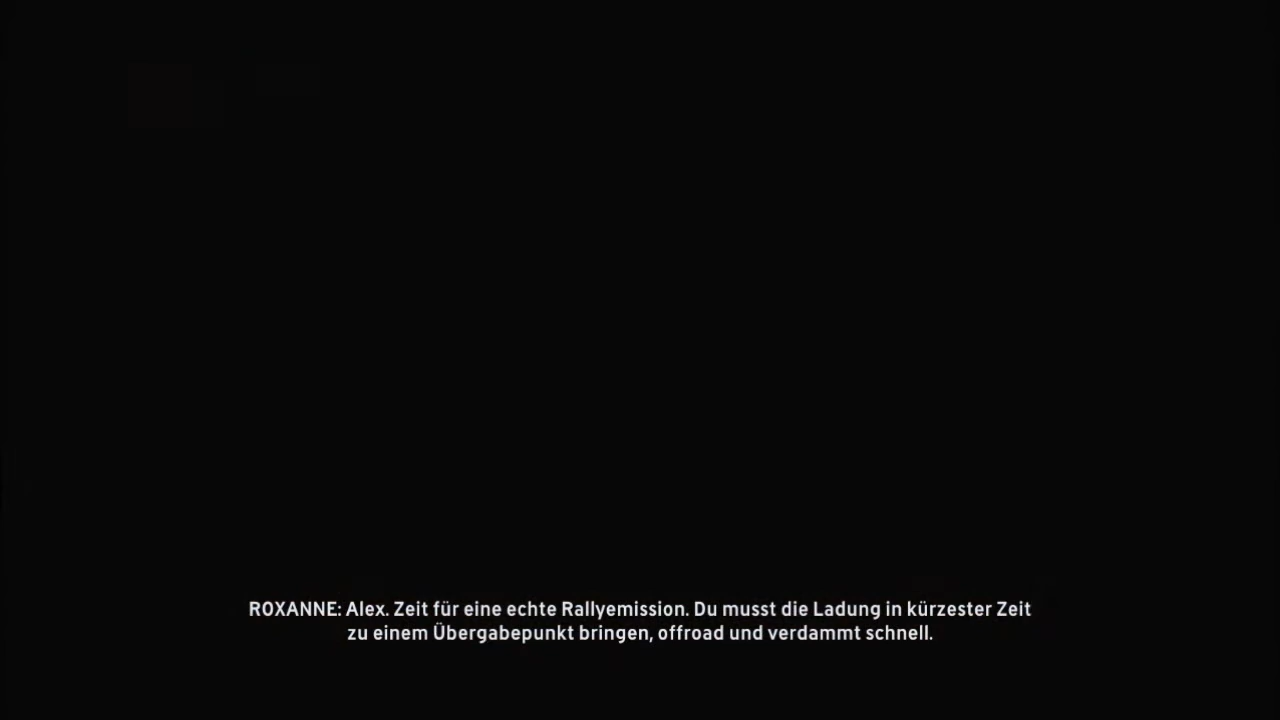 ROXANNE: Alex. Zeit für eine echte Rallyemission. Du musst die Ladung in kürzester Zeit
zu einem Übergabepunkt bringen, offroad und verdammt schnell.